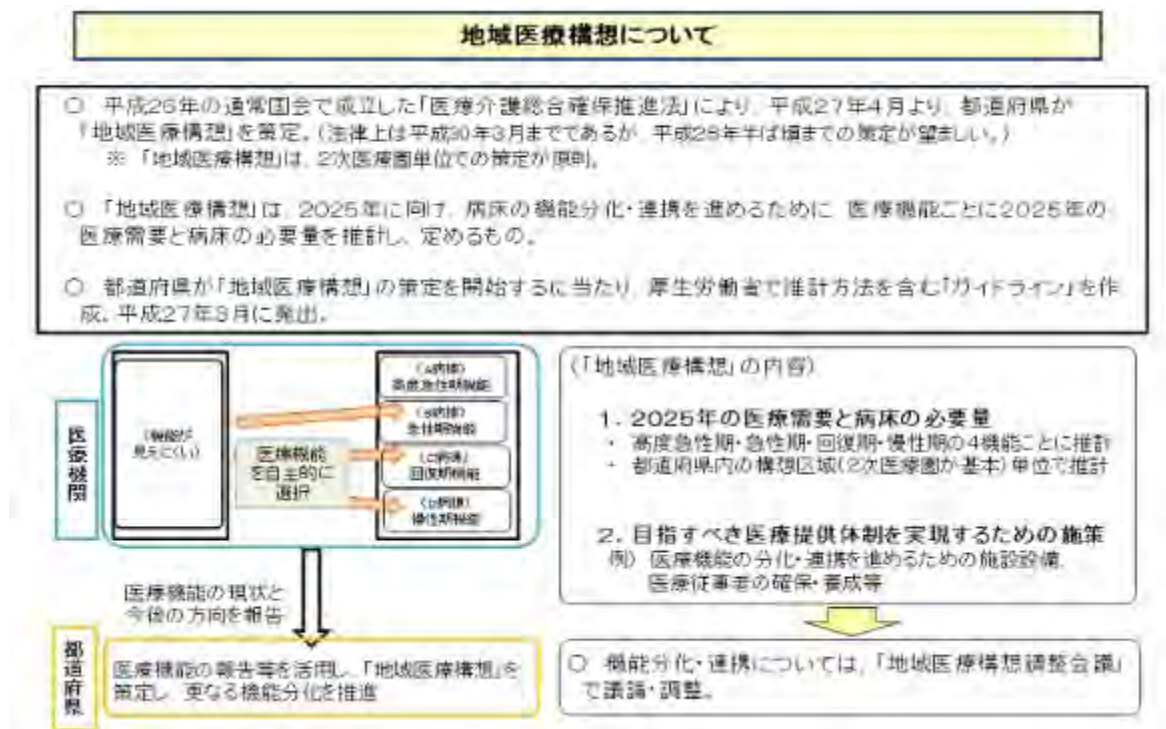 地域医療構想について
○ 平成26年の通常国会で成立した「医療介護総合確保推進法」により、平成27年4月より、都道府県が
「地域医療構想」を策定。(法律上は平成30年3月までであるが、平成28年半ば頃までの策定が望ましい。)
※ 「地域医療構想」は、2次医療圏単位での策定が原則。
○ 「地域医療構想」は、2025年に向け、病床の機能分化・連携を進めるために、医療機能ごとに2025年の
医療需要と病床の必要量を推計し、定めるもの。
○ 都道府県が「地域医療構想」の策定を開始するに当たり、厚生労働省で推計方法を含む「ガイドライン」を作
成。平成27年3月に発出。
医療機関
(機能が
見えにくい)
医療機能
を自主的に
選択
(A病棟)
高度急性期機能
(B病棟)
急性期機能
(C病棟)
回復期機能
(D病棟)
慢性期機能
医療機能の現状と
今後の方向を報告
都道府県
医療機能の報告等を活用し、「地域医療構想」を
策定し、更なる機能分化を推進
(「地域医療構想」の内容)
1. 2025年の医療需要と病床の必要量
・ 高度急性期・急性期・回復期・慢性期の4機能ごとに推計
・ 都道府県内の構想区域(2次医療圏が基本)単位で推計
2. 目指すべき医療提供体制を実現するための施策
例) 医療機能の分化・連携を進めるための施設設備、
医療従事者の確保・養成等
○ 機能分化・連携については、「地域医療構想調整会議」
で議論・調整。